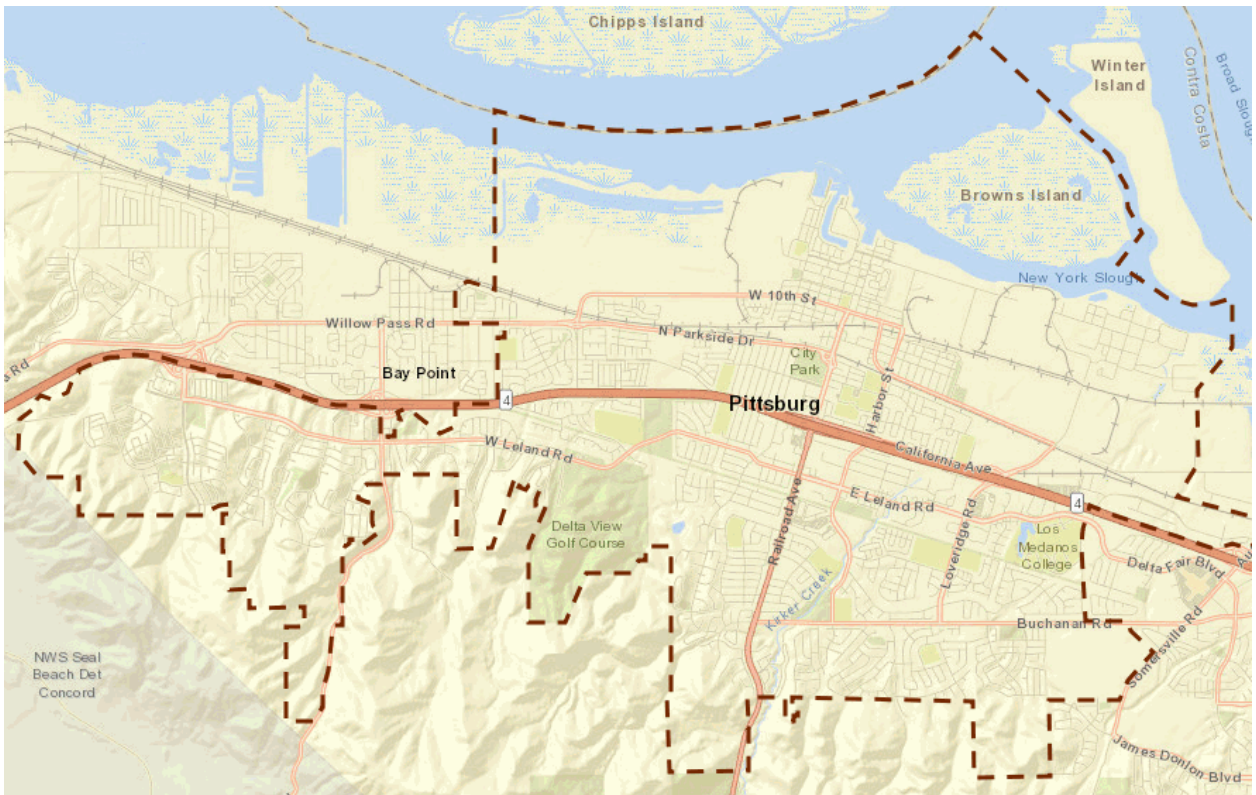 Chipps Island
Winter
Island
Contra Costa
Broad Slough
Browns Island
New York Slough
W 10th St
Willow Pass Rd
N Parkside Dr
City
Park
Bay Point
4
Pittsburg
Harbor St
W Leland Rd
California Ave
E Leland Rd
4
Delta View
Golf Course
Railroad Ave
Loveridge Rd
Los
Medanos
College
Delta Fair Blvd
Kirker Creek
Buchanan Rd
Somersville Rd
NWS Seal
Beach Det
Concord
James Donlon Blvd